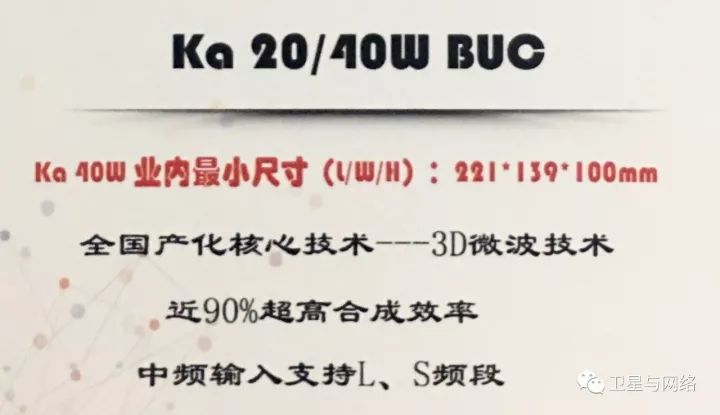 Ka 20/40W BUC
Ka 40W 业内最小尺寸（L/W/H）：221*139*100mm
全国产化核心技术---3D微波技术
近90%超高合成效率
中频输入支持L、S频段
卫星与网络